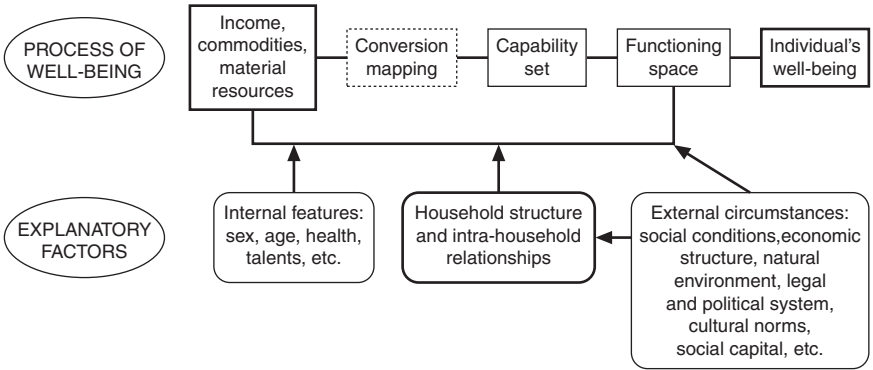 PROCESS OF
WELL-BEING
Income,
commodities,
material
resources
Conversion
mapping
Capability
set
Functioning
space
Individual's
well-being
EXPLANATORY
FACTORS
Internal features:
sex, age, health,
talents, etc.
Household structure
and intra-household
relationships
External circumstances:
social conditions,economic
structure, natural
environment, legal
and political system,
cultural norms,
social capital, etc.